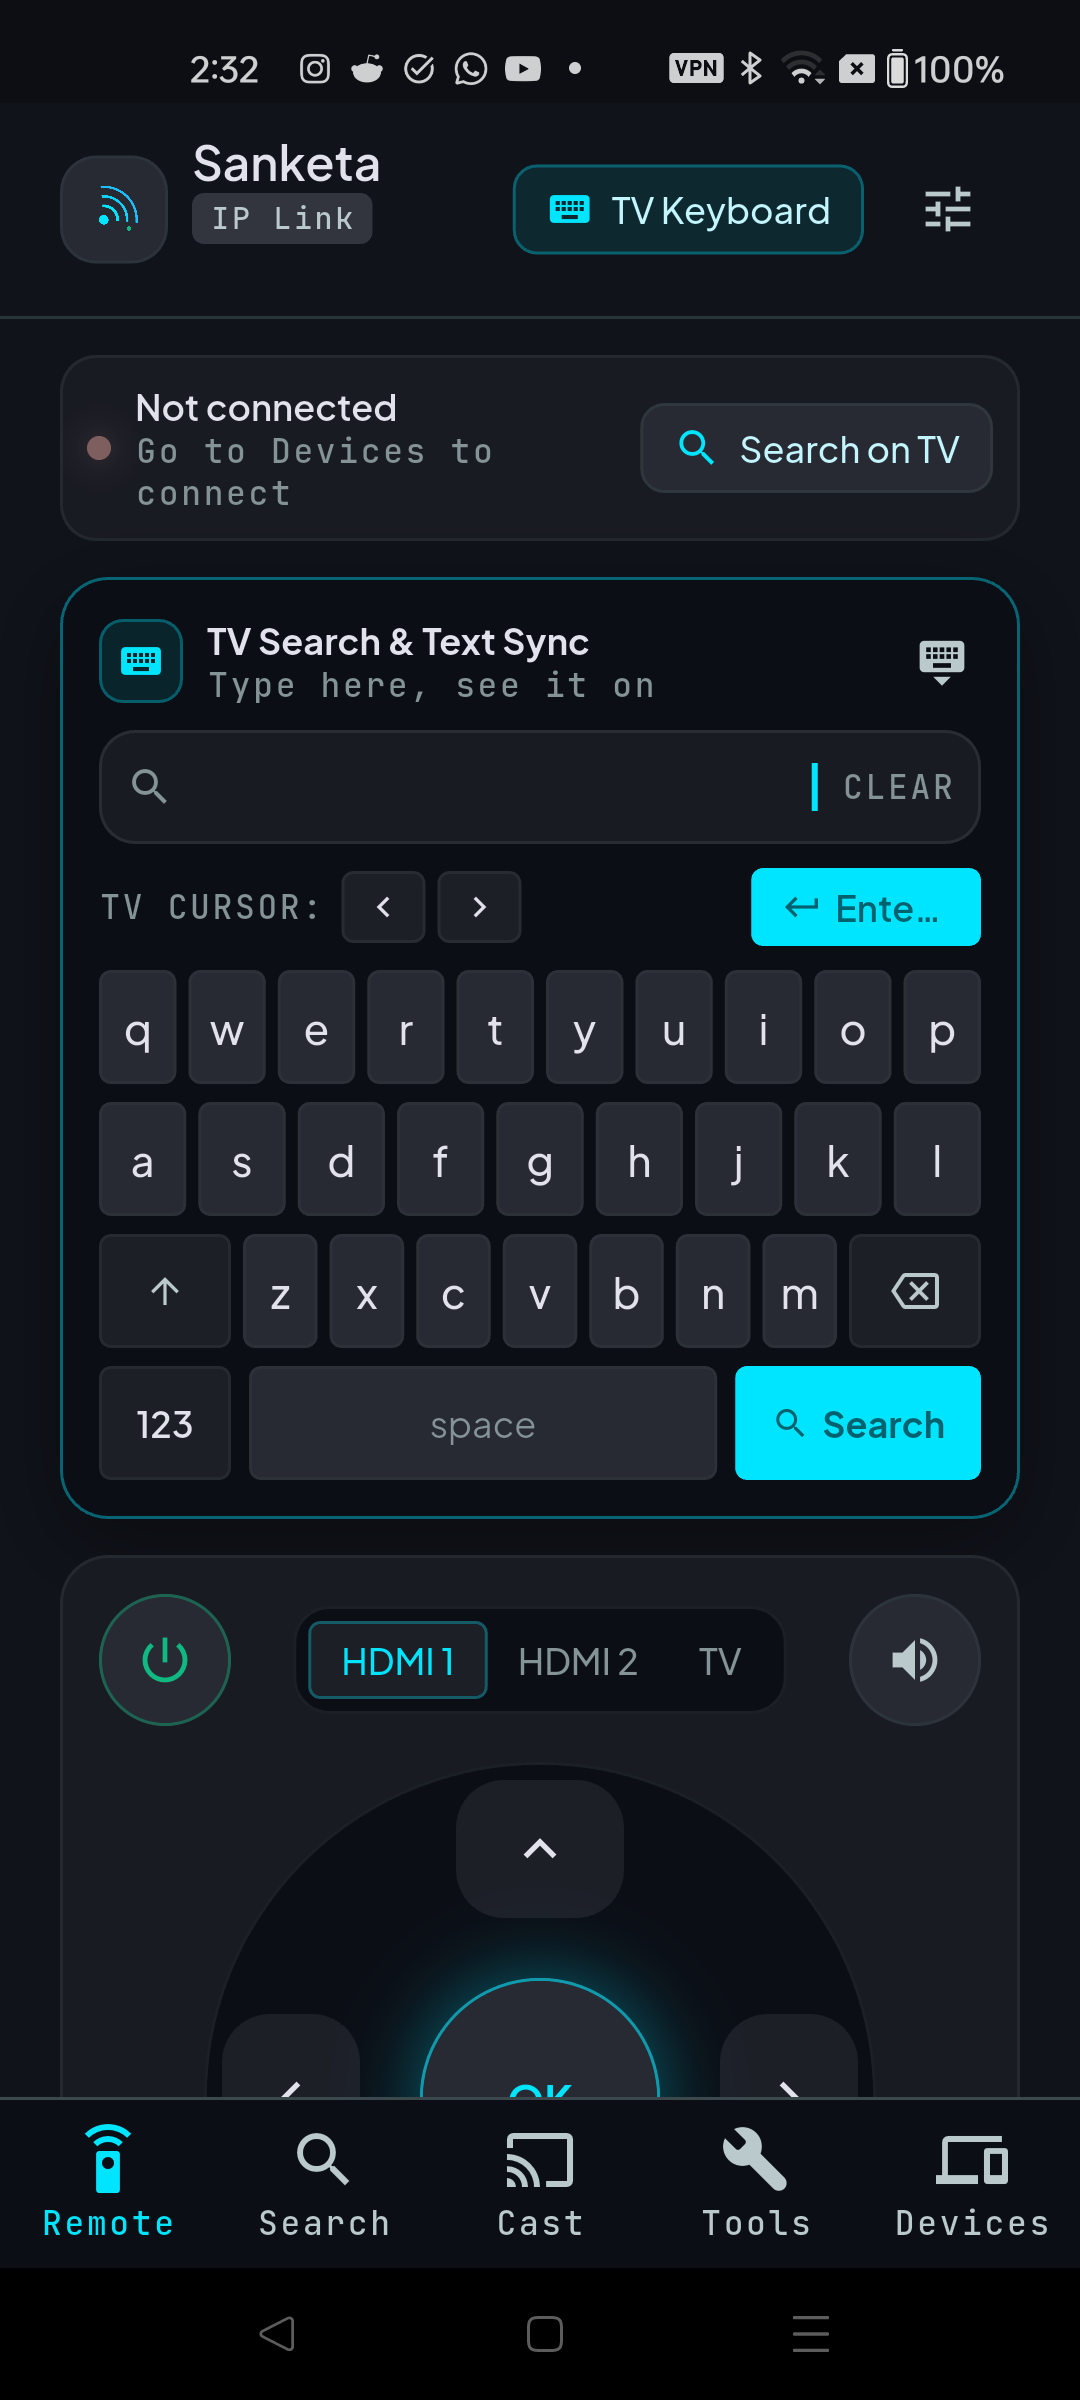 2:32 VPN 100%
Sanketa
IP Link
TV Keyboard
Not connected
Go to Devices to
connect
Search on TV
TV Search & Text Sync
Type here, see it on
CLEAR
TV CURSOR:
Ente...
q w e r t y u i o p
a s d f g h j k l
z x c v b n m
123 space Search
HDMI 1 HDMI 2 TV
OK
Remote Search Cast Tools Devices